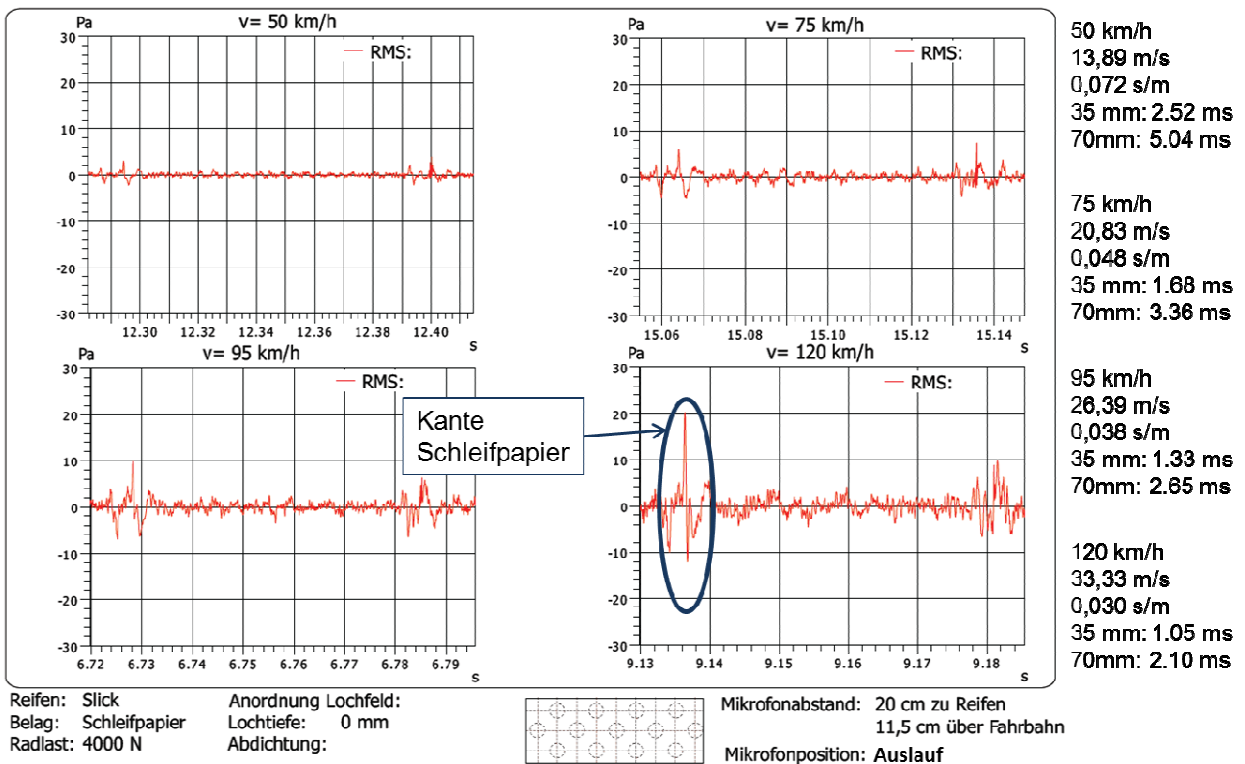 Pa v= 50 km/h
30
RMS:
20
10
0
-10
-20
-30
12.30 12.32 12.34 12.36 12.38 12.40
s
Pa v= 75 km/h
30
RMS:
20
10
0
-10
-20
-30
15.06 15.08 15.10 15.12 15.14
s
Pa v= 95 km/h
30
RMS:
20
10
0
-10
-20
-30
6.72 6.73 6.74 6.75 6.76 6.77 6.78 6.79
s
Kante
Schleifpapier
Pa v= 120 km/h
30
RMS:
20
10
0
-10
-20
-30
9.13 9.14 9.15 9.16 9.17 9.18
s
50 km/h
13,89 m/s
0,072 s/m
35 mm: 2.52 ms
70mm: 5.04 ms
75 km/h
20,83 m/s
0,048 s/m
35 mm: 1.68 ms
70mm: 3.36 ms
95 km/h
26,39 m/s
0,038 s/m
35 mm: 1.33 ms
70mm: 2.65 ms
120 km/h
33,33 m/s
0,030 s/m
35 mm: 1.05 ms
70mm: 2.10 ms
Reifen: Slick
Belag: Schleifpapier
Radlast: 4000 N
Anordnung Lochfeld:
Lochtiefe: 0 mm
Abdichtung:
Mikrofonabstand: 20 cm zu Reifen
11,5 cm über Fahrbahn
Mikrofonposition: Auslauf